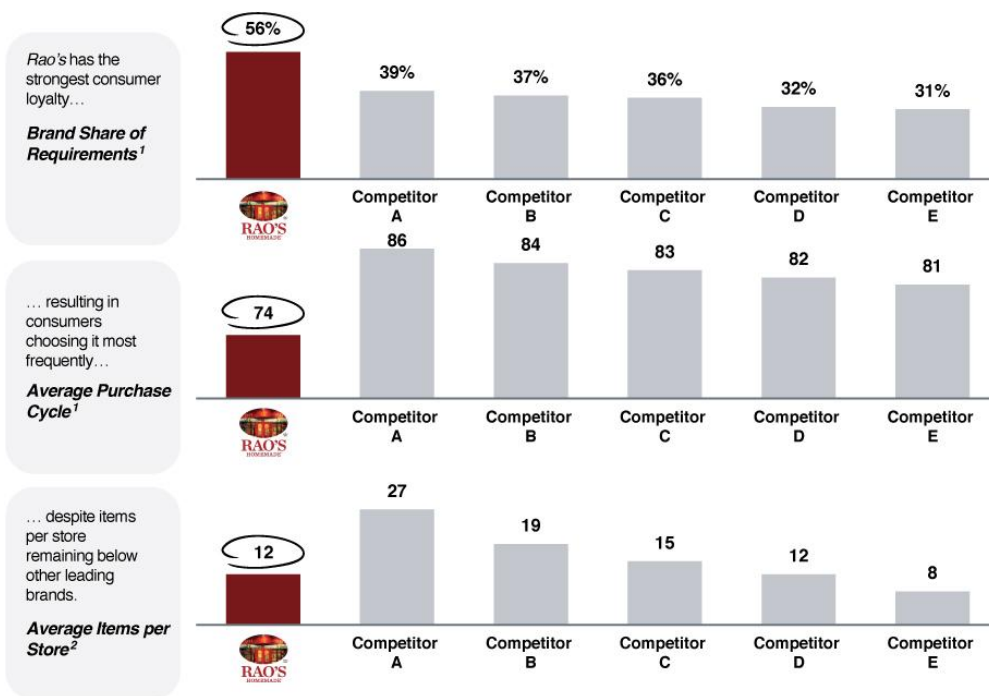 Rao's has the
strongest consumer
loyalty…
Brand Share of
Requirements1
56%
39%
37%
36%
32%
31%
RAO'S
HOMEMADE
Competitor
A
Competitor
B
Competitor
C
Competitor
D
Competitor
E
… resulting in
consumers
choosing it most
frequently…
Average Purchase
Cycle1
74
86
84
83
82
81
RAO'S
HOMEMADE
Competitor
A
Competitor
B
Competitor
C
Competitor
D
Competitor
E
… despite items
per store
remaining below
other leading
brands.
Average Items per
Store2
12
27
19
15
12
8
RAO'S
HOMEMADE
Competitor
A
Competitor
B
Competitor
C
Competitor
D
Competitor
E